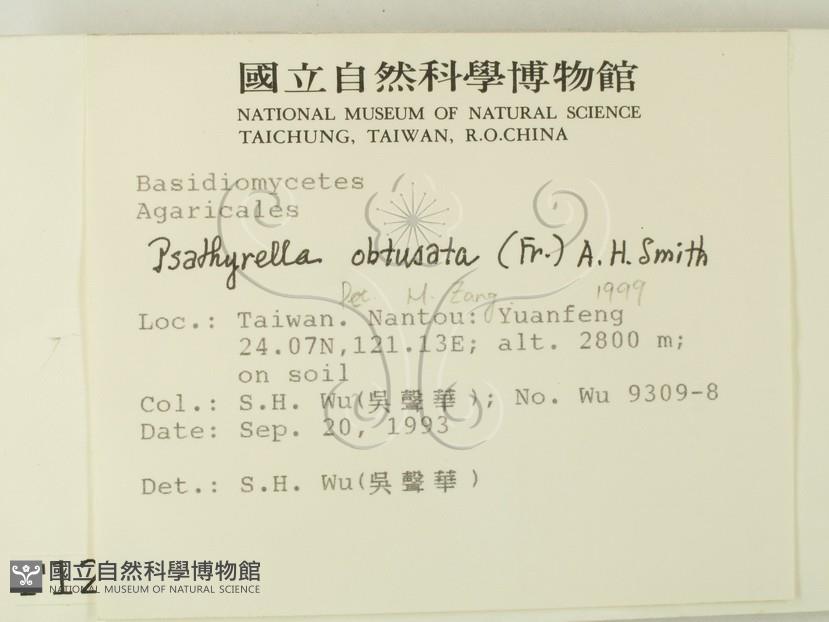 國立自然科學博物館
NATIONAL MUSEUM OF NATURAL SCIENCE
TAICHUNG, TAIWAN, R.O.CHINA
Basidiomycetes
Agaricales
Psathyrella obtusata (Fr.) A.H. Smith
Det. M. Zang 1999
Loc.: Taiwan. Nantou: Yuanfeng
24.07N,121.13E; alt. 2800 m;
on soil
Col.: S.H. Wu(吳聲華); No. Wu 9309-8
Date: Sep. 20, 1993
Det.: S.H. Wu(吳聲華)
國立自然科學博物館
NATIONAL MUSEUM OF NATURAL SCIENCE